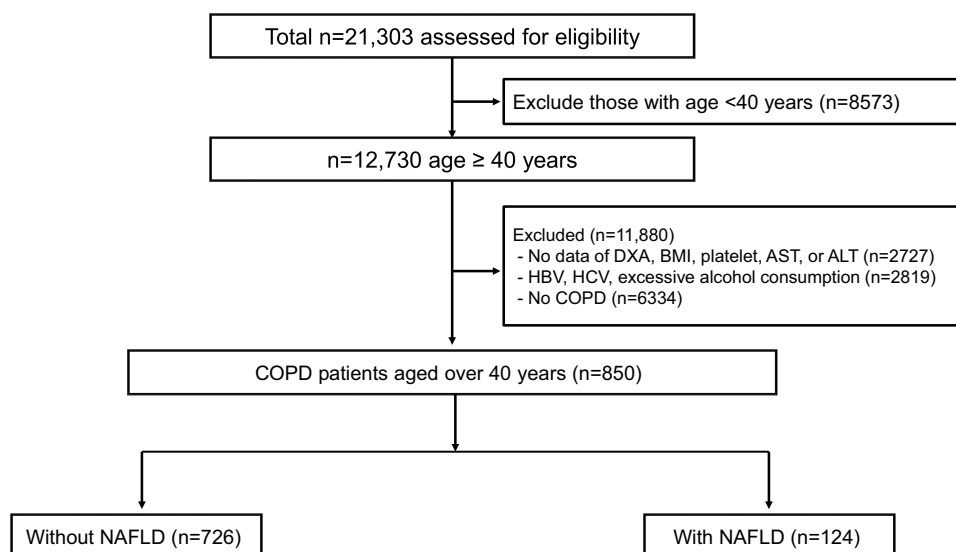 Total n=21,303 assessed for eligibility
Exclude those with age <40 years (n=8573)
n=12,730 age ≥ 40 years
Excluded (n=11,880)
- No data of DXA, BMI, platelet, AST, or ALT (n=2727)
- HBV, HCV, excessive alcohol consumption (n=2819)
- No COPD (n=6334)
COPD patients aged over 40 years (n=850)
Without NAFLD (n=726)
With NAFLD (n=124)